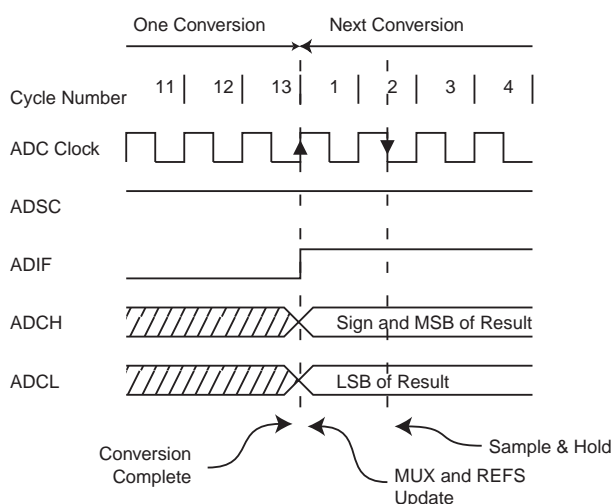 One Conversion Next Conversion
Cycle Number 11 12 13 1 2 3 4
ADC Clock
ADSC
ADIF
ADCH Sign and MSB of Result
ADCL LSB of Result
Conversion
Complete
MUX and REFS
Update
Sample & Hold